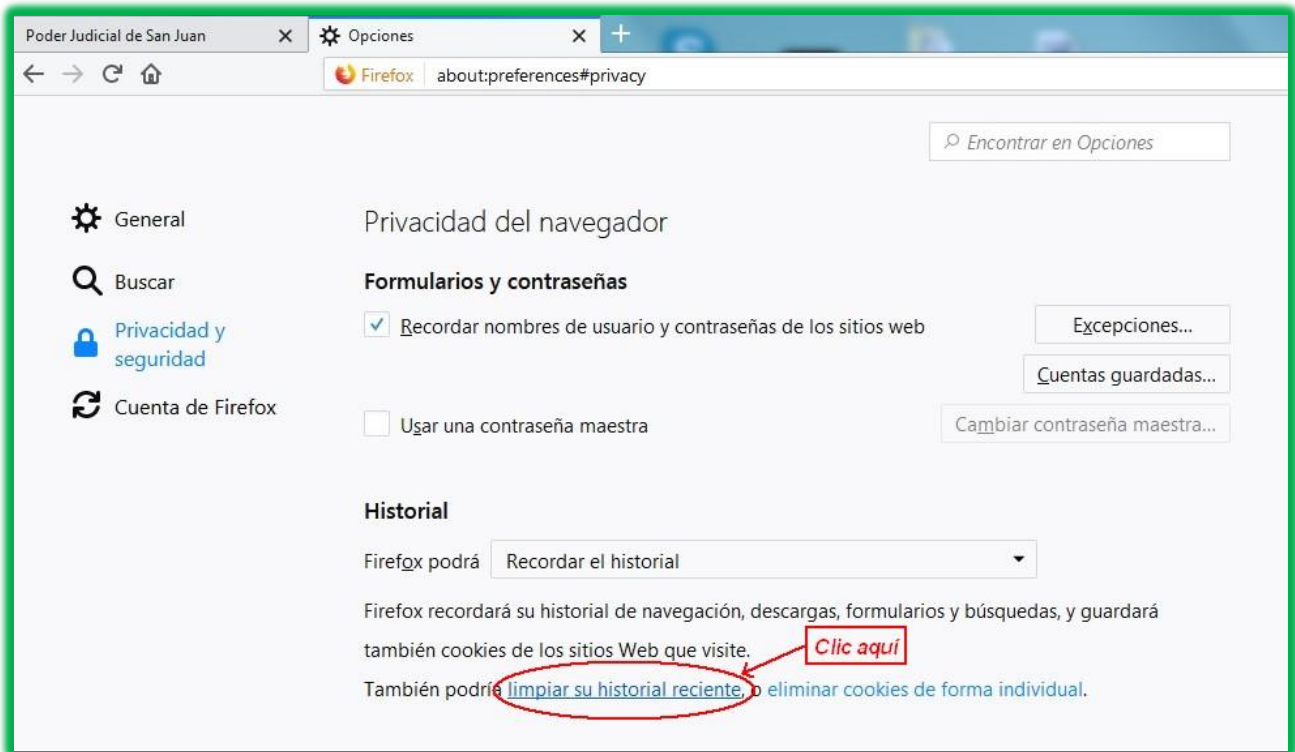 Poder Judicial de San Juan
Opciones
Firefox about:preferences#privacy
Encontrar en Opciones
General
Buscar
Privacidad y
seguridad
Cuenta de Firefox
Privacidad del navegador
Formularios y contraseñas
Recordar nombres de usuario y contraseñas de los sitios web
Excepciones...
Cuentas guardadas...
Usar una contraseña maestra
Cambiar contraseña maestra...
Historial
Firefox podrá Recordar el historial
Firefox recordará su historial de navegación, descargas, formularios y búsquedas, y guardará
también cookies de los sitios Web que visite.
Clic aquí
También podría limpiar su historial reciente, o eliminar cookies de forma individual.